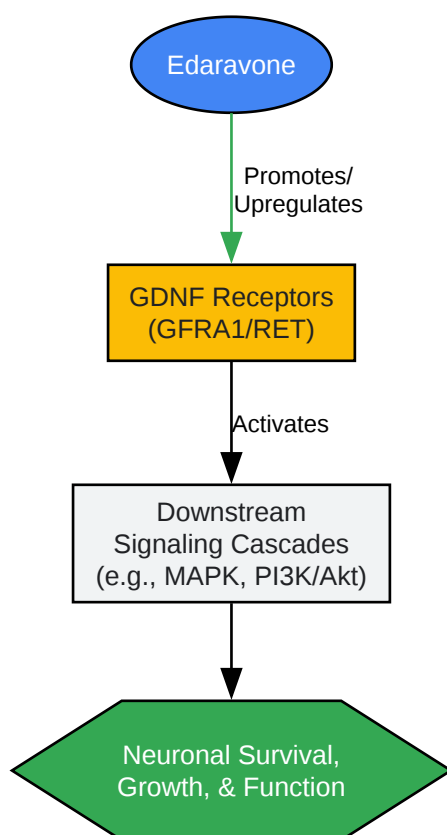 Edaravone
Promotes/
Upregulates
GDNF Receptors
(GFRA1/RET)
Activates
Downstream
Signaling Cascades
(e.g., MAPK, PI3K/Akt)
Neuronal Survival,
Growth, & Function